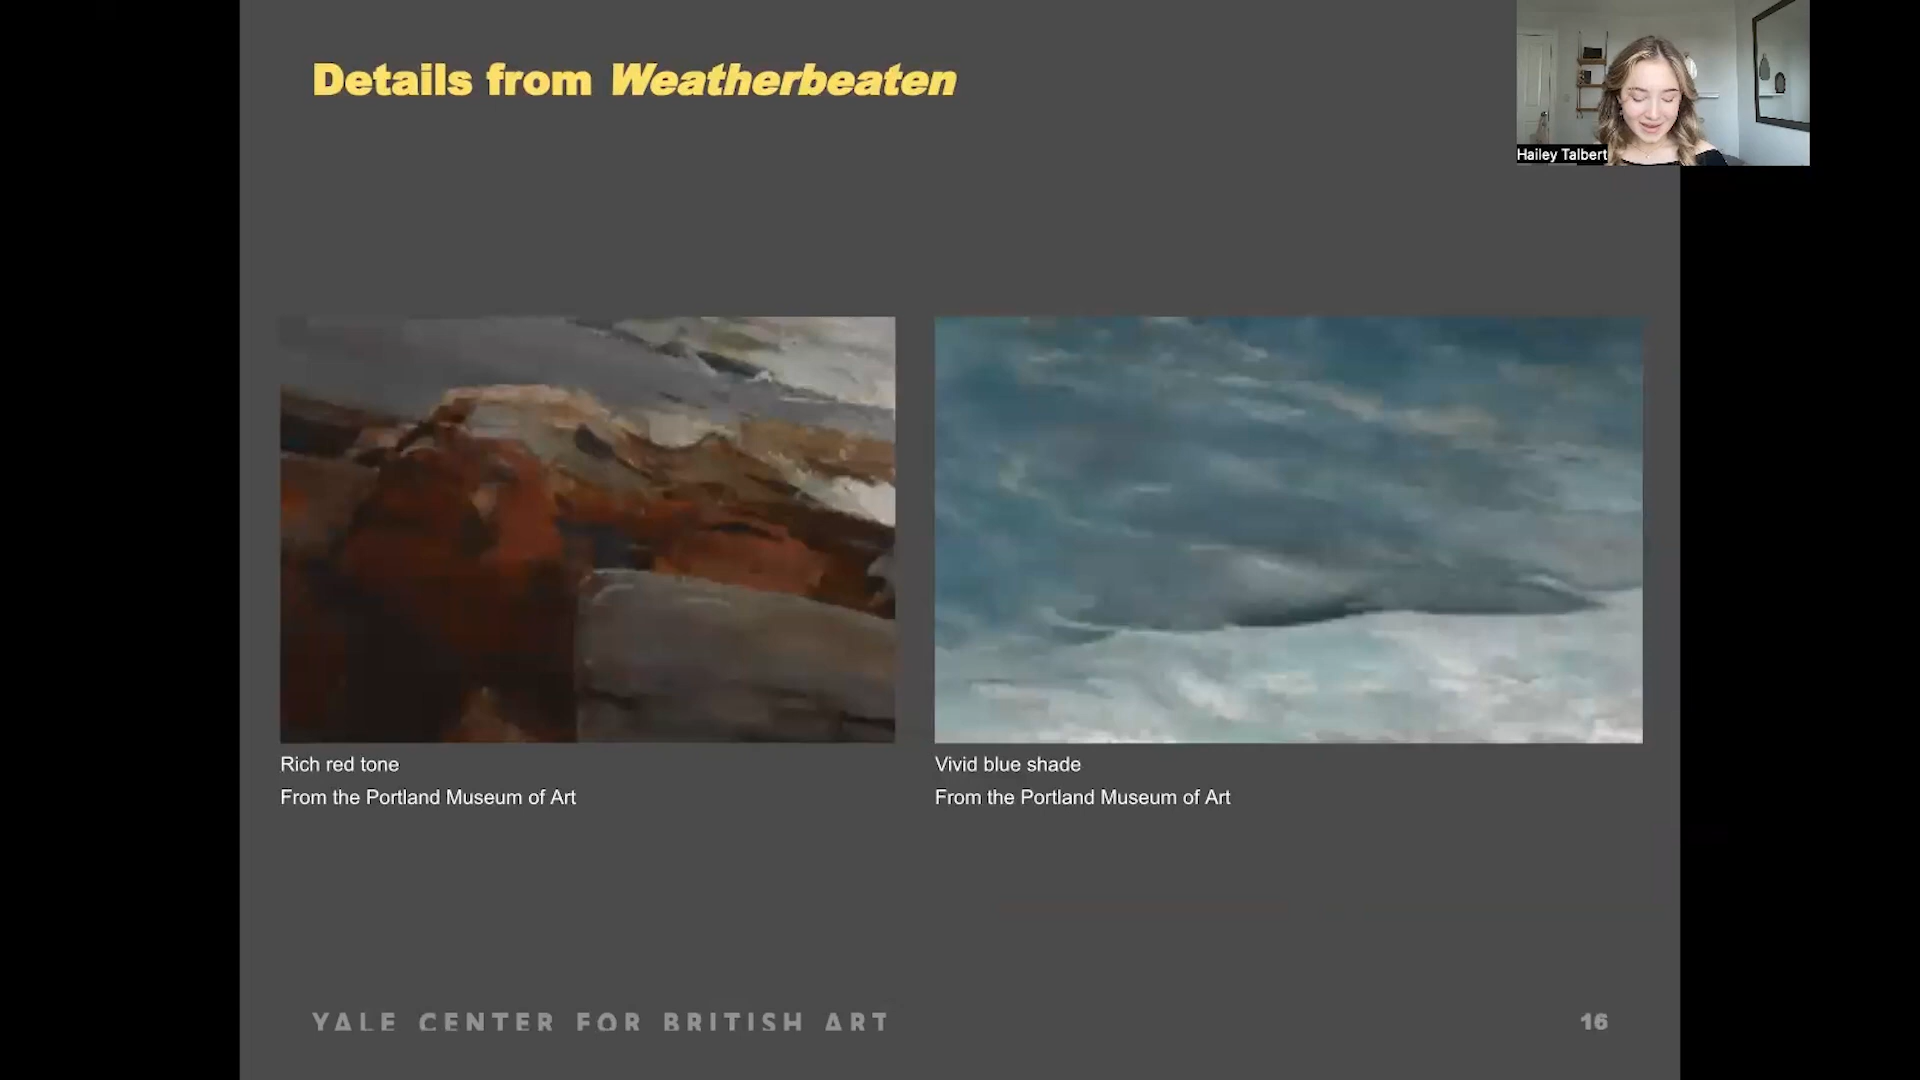 Details from Weatherbeaten
Hailey Talbert
Rich red tone
From the Portland Museum of Art
Vivid blue shade
From the Portland Museum of Art
YALE CENTER FOR BRITISH ART
16